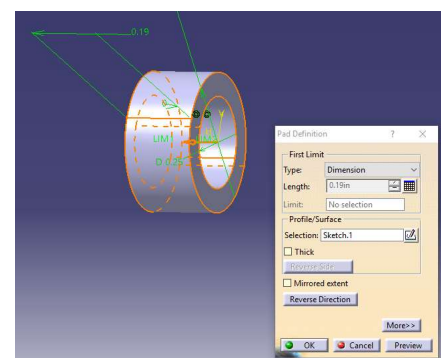 0.19
LIM1
D 0.25
Pad Definition ? X
First Limit
Type: Dimension
Length: 0.19in
Limit: No selection
Profile/Surface
Selection: Sketch.1
Thick
Reverse Side
Mirrored extent
Reverse Direction
More>>
OK Cancel Preview